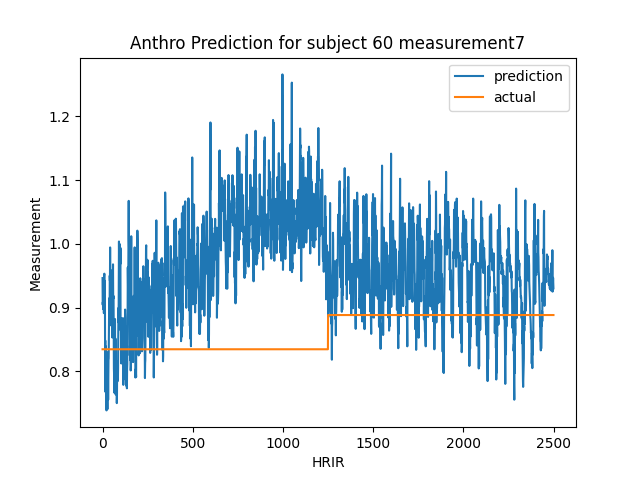 Anthro Prediction for subject 60 measurement7
prediction
actual
1.2
1.1
1.0
0.9
0.8
Measurement
0
500
1000
1500
2000
2500
HRIR